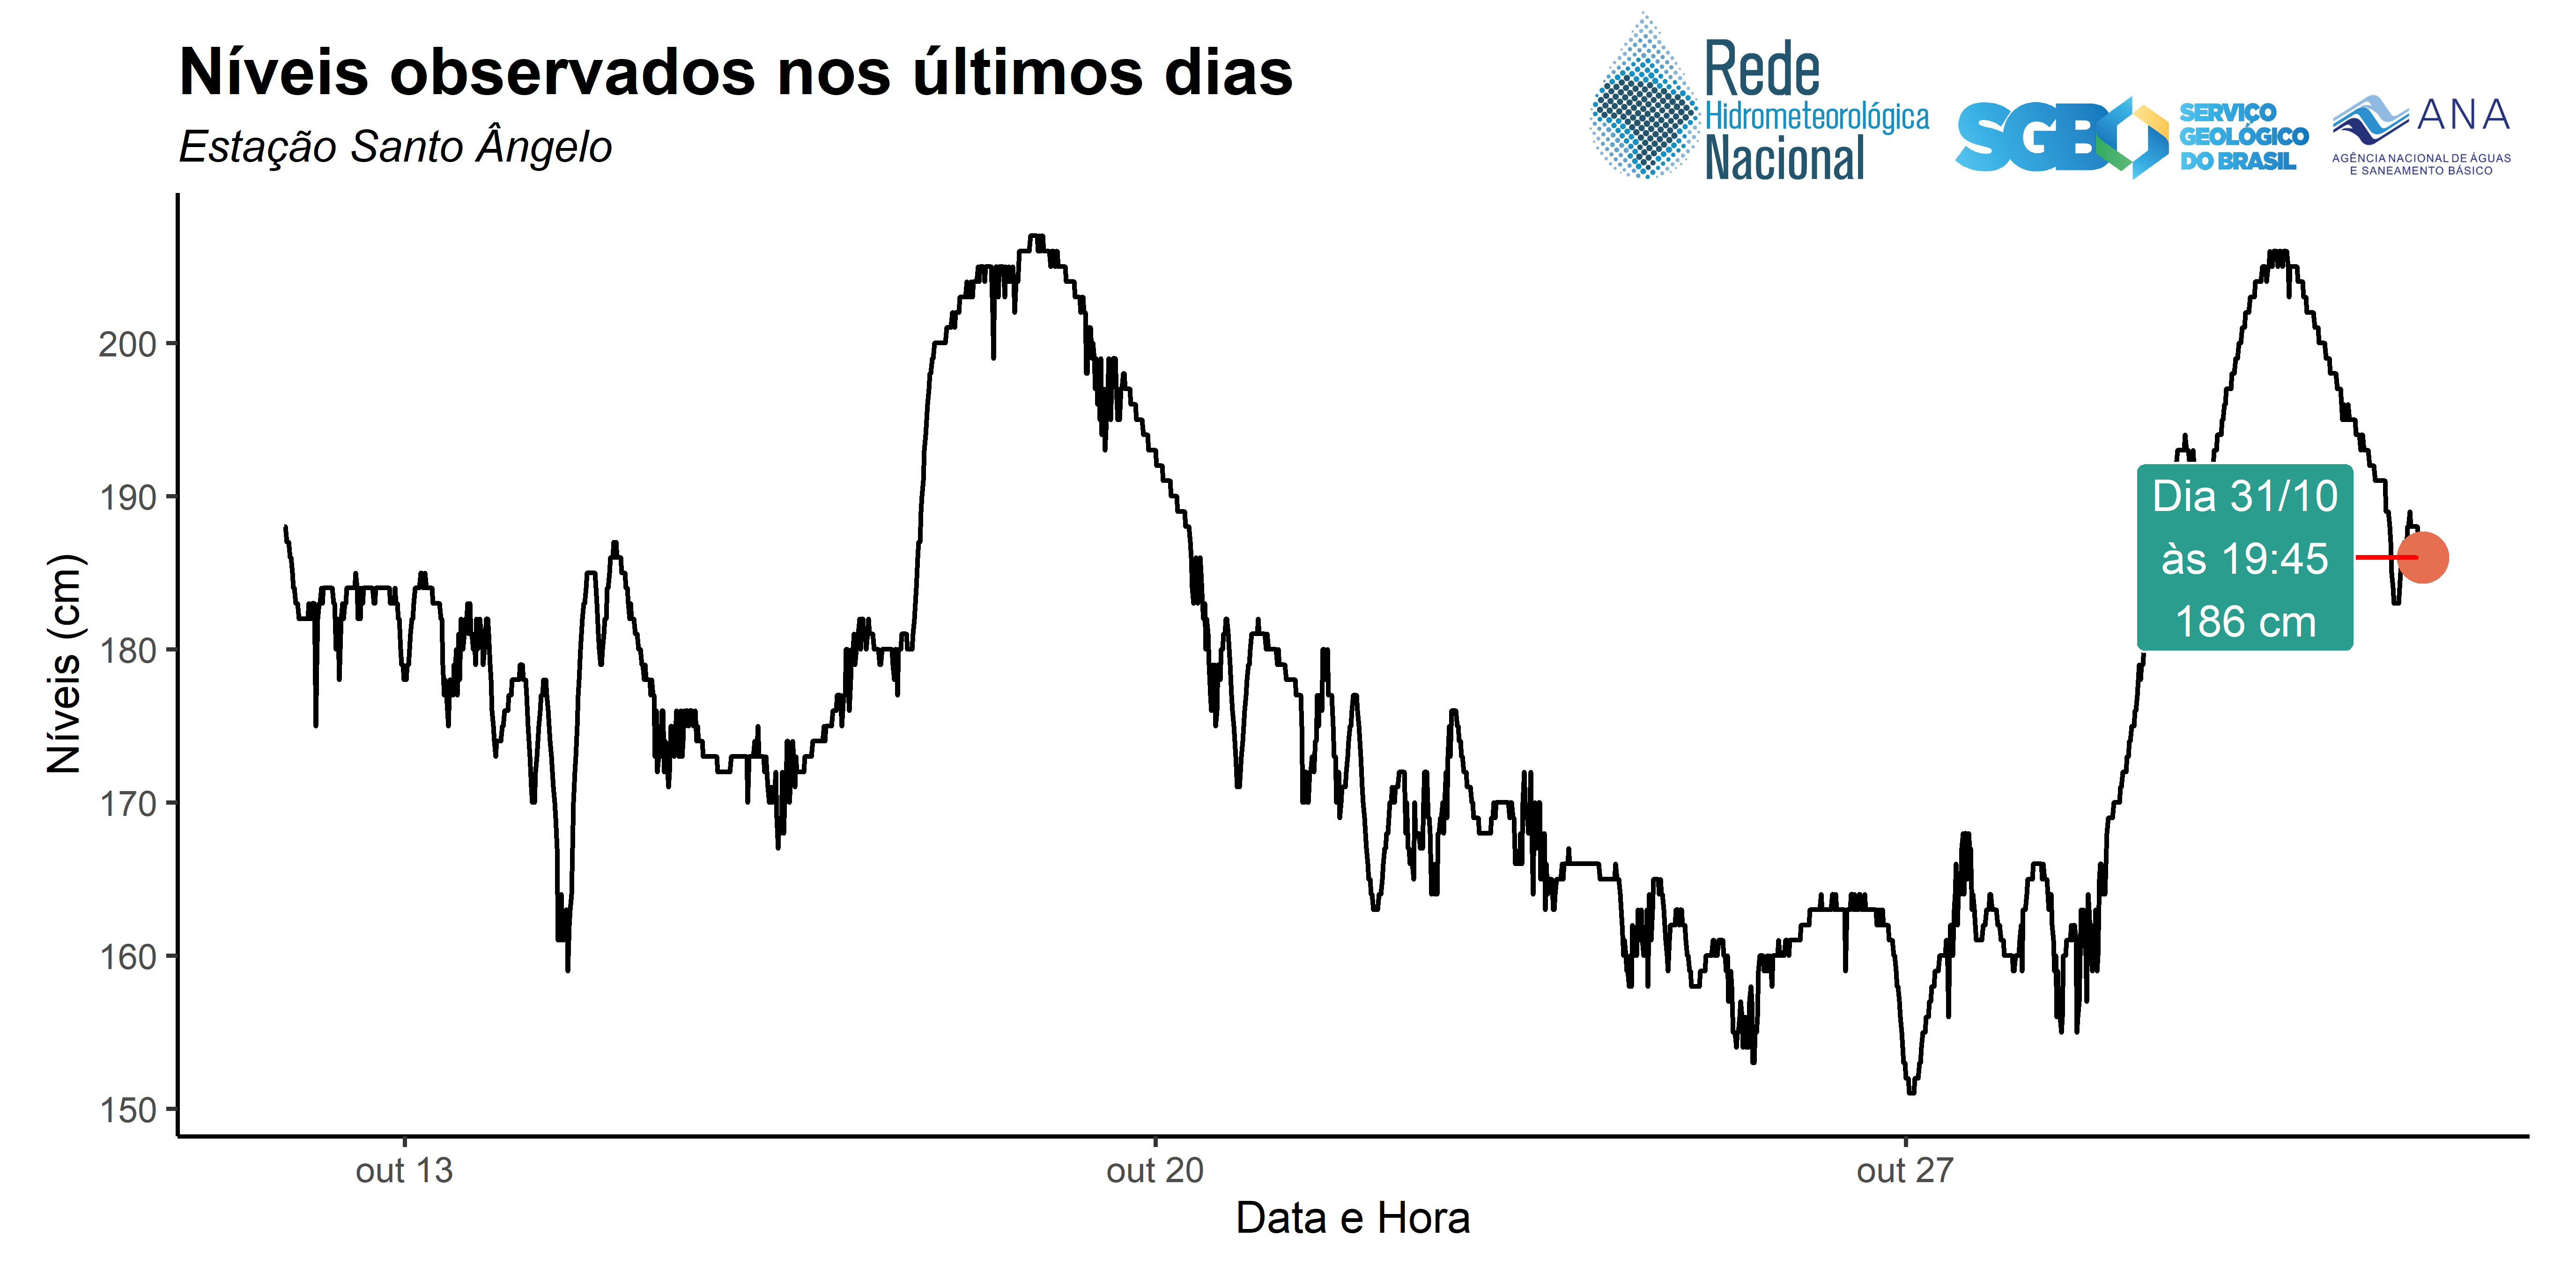 Níveis observados nos últimos dias
Estação Santo Ângelo
Rede
Hidrometeorológica
Nacional
SGB
SERVIÇO
GEOLÓGICO
DO BRASIL
ANA
AGÊNCIA NACIONAL DE ÁGUAS
E SANEAMENTO BÁSICO
Níveis (cm)
200
190
180
170
160
150
Dia 31/10
às 19:45
186 cm
out 13
out 20
out 27
Data e Hora